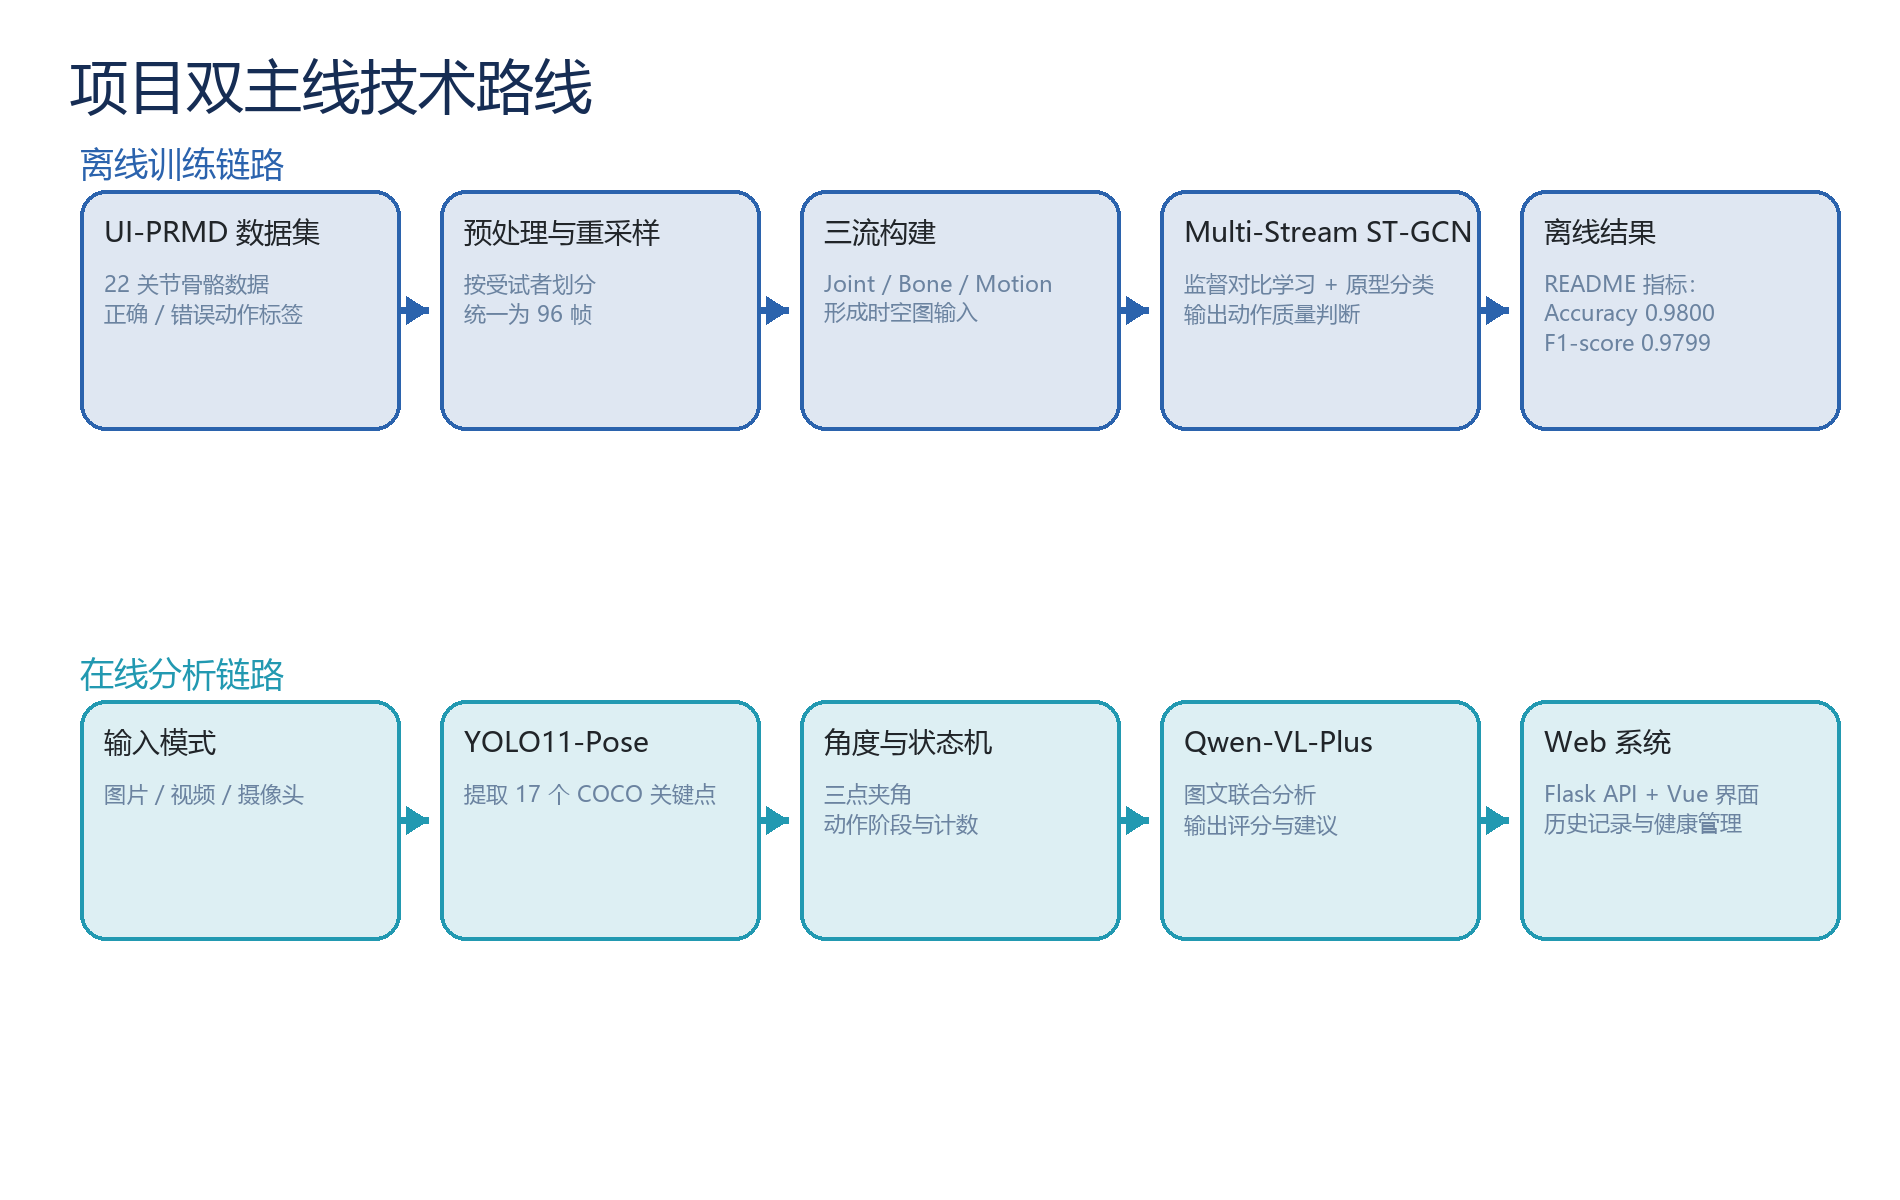 项目双主线技术路线
离线训练链路
UI-PRMD 数据集
22 关节骨骼数据
正确 / 错误动作标签
预处理与重采样
按受试者划分
统一为 96 帧
三流构建
Joint / Bone / Motion
形成时空图输入
Multi-Stream ST-GCN
监督对比学习 + 原型分类
输出动作质量判断
离线结果
README 指标：
Accuracy 0.9800
F1-score 0.9799
在线分析链路
输入模式
图片 / 视频 / 摄像头
YOLO11-Pose
提取 17 个 COCO 关键点
角度与状态机
三点夹角
动作阶段与计数
Qwen-VL-Plus
图文联合分析
输出评分与建议
Web 系统
Flask API + Vue 界面
历史记录与健康管理